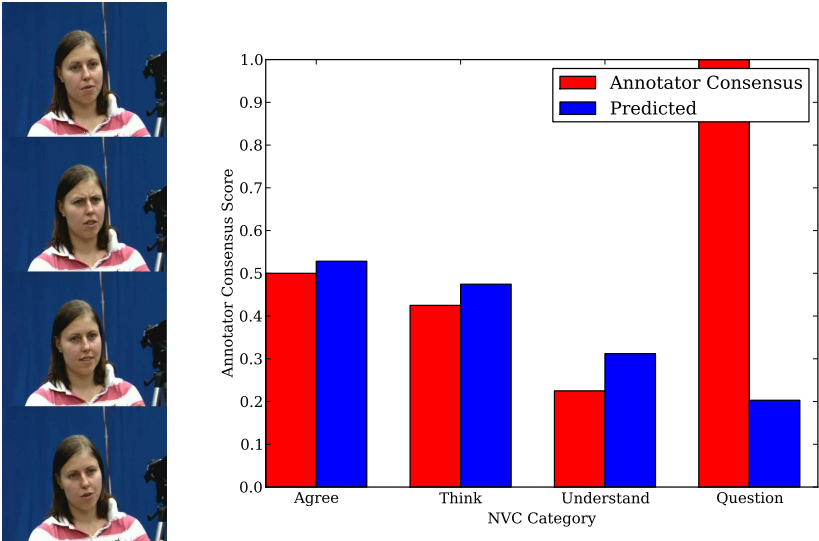 1.0
0.9
0.8
0.7
0.6
0.5
0.4
0.3
0.2
0.1
0.0
Annotator Consensus Score
Annotator Consensus
Predicted
Agree
Think
Understand
Question
NVC Category